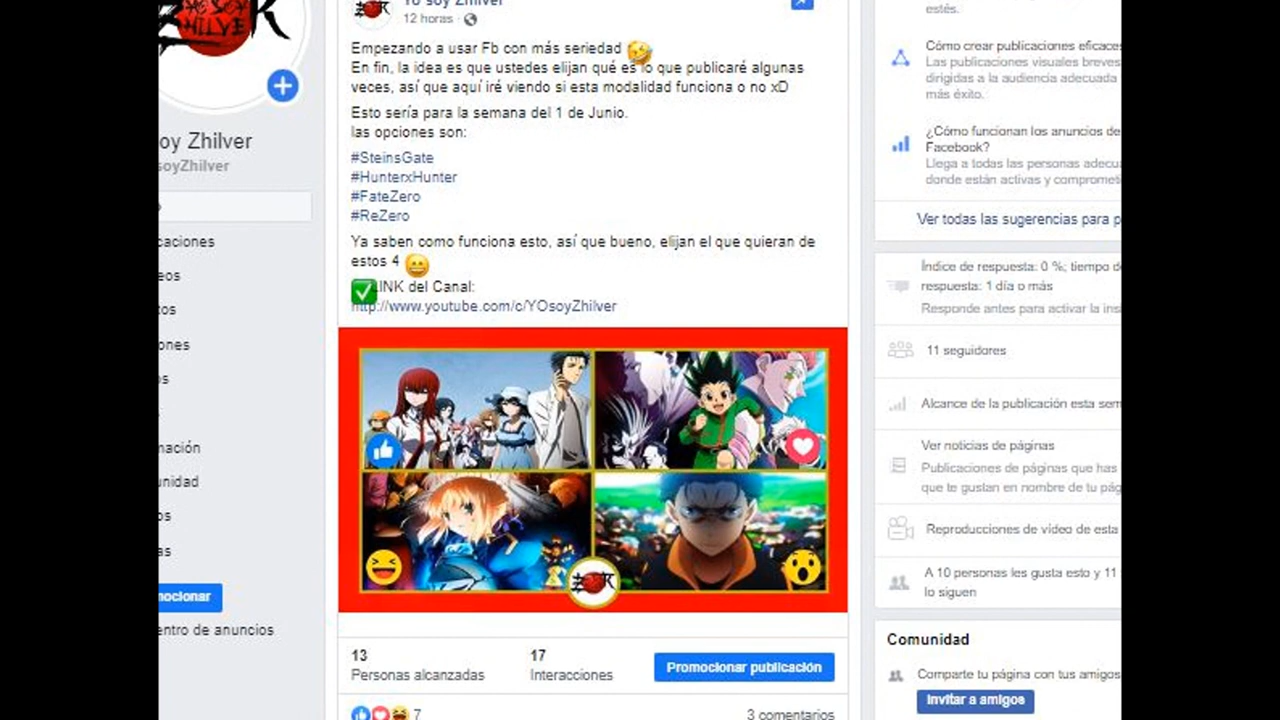 oy Zhilver
soyZhilver
caciones
eos
tos
ones
s
mación
unidad
os
as
mocionar
entro de anuncios
Yo soy Zhilver
12 horas ·
Empezando a usar Fb con más seriedad 🤣
En fin, la idea es que ustedes elijan qué es lo que publicaré algunas
veces, así que aquí iré viendo si esta modalidad funciona o no xD
Esto sería para la semana del 1 de Junio.
las opciones son:
#SteinsGate
#HunterxHunter
#FateZero
#ReZero
Ya saben como funciona esto, así que bueno, elijan el que quieran de
estos 4 😀
✅LINK del Canal:
http://www.youtube.com/c/YOsoyZhilver
13
Personas alcanzadas
17
Interacciones
Promocionar publicación
7
3 comentarios
estés.
Cómo crear publicaciones eficaces
Las publicaciones visuales breves
dirigidas a la audiencia adecuada
más éxito.
¿Cómo funcionan los anuncios de
Facebook?
Llega a todas las personas adecu
donde están activas y comprometi
Ver todas las sugerencias para p
Índice de respuesta: 0 %; tiempo d
respuesta: 1 día o más
Responde antes para activar la ins
11 seguidores
Alcance de la publicación esta sem
Ver noticias de páginas
Publicaciones de páginas que has
que te gustan en nombre de tu pág
Reproducciones de vídeo de esta
A 10 personas les gusta esto y 11
lo siguen
Comunidad
Comparte tu página con tus amigos
Invitar a amigos